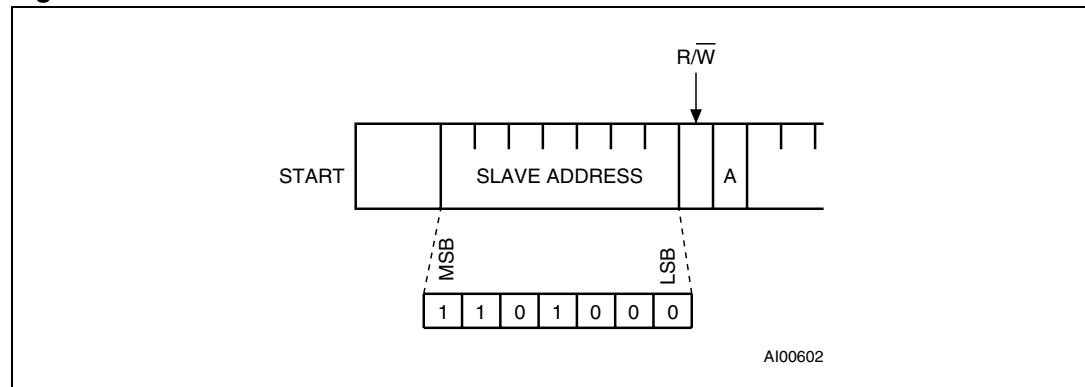 R/W̅
START
SLAVE ADDRESS
A
MSB
LSB
1 1 0 1 0 0 0
AI00602